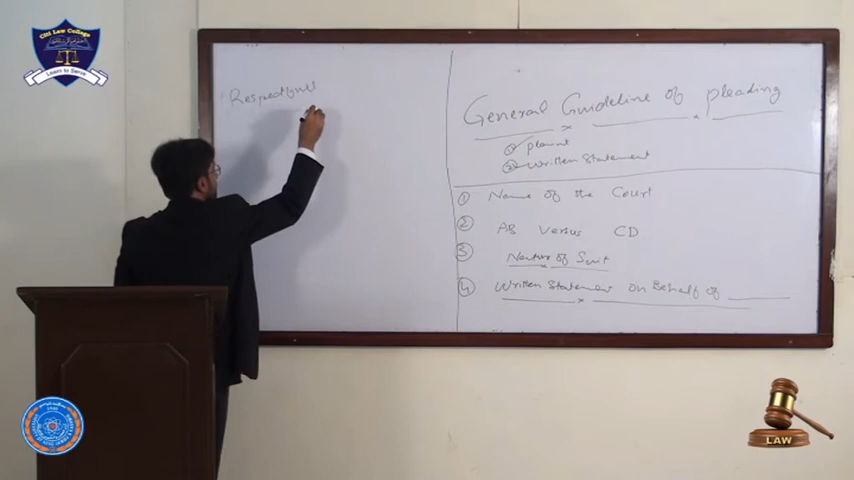 Citi Law College
Learn to Serve
Respectfull
General Guideline of pleading
① plaint
② Written Statement
① Name of the Court
② AB versus CD
③ Nature of Suit
④ Written Statement on Behalf of
LAW